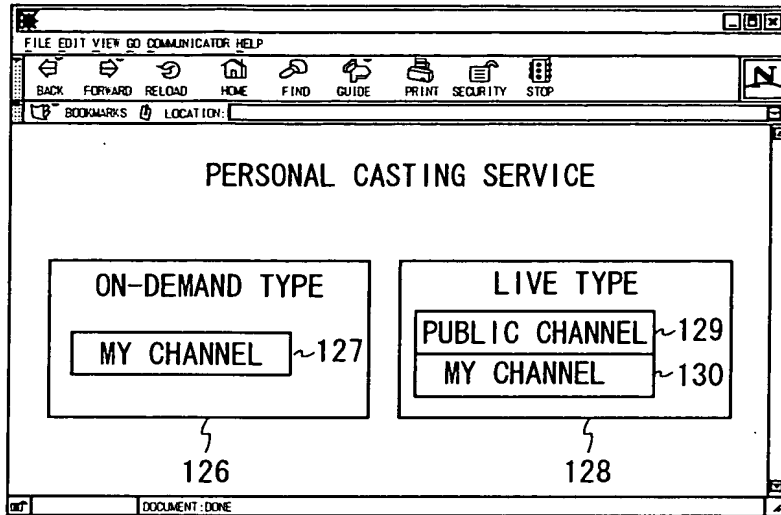 FILE EDIT VIEW GO COMMUNICATOR HELP
BACK FORWARD RELOAD HOME FIND GUIDE PRINT SECURITY STOP
N
BOOKMARKS LOCATION:
PERSONAL CASTING SERVICE
ON-DEMAND TYPE
MY CHANNEL
127
126
LIVE TYPE
PUBLIC CHANNEL
129
MY CHANNEL
130
128
DOCUMENT:DONE